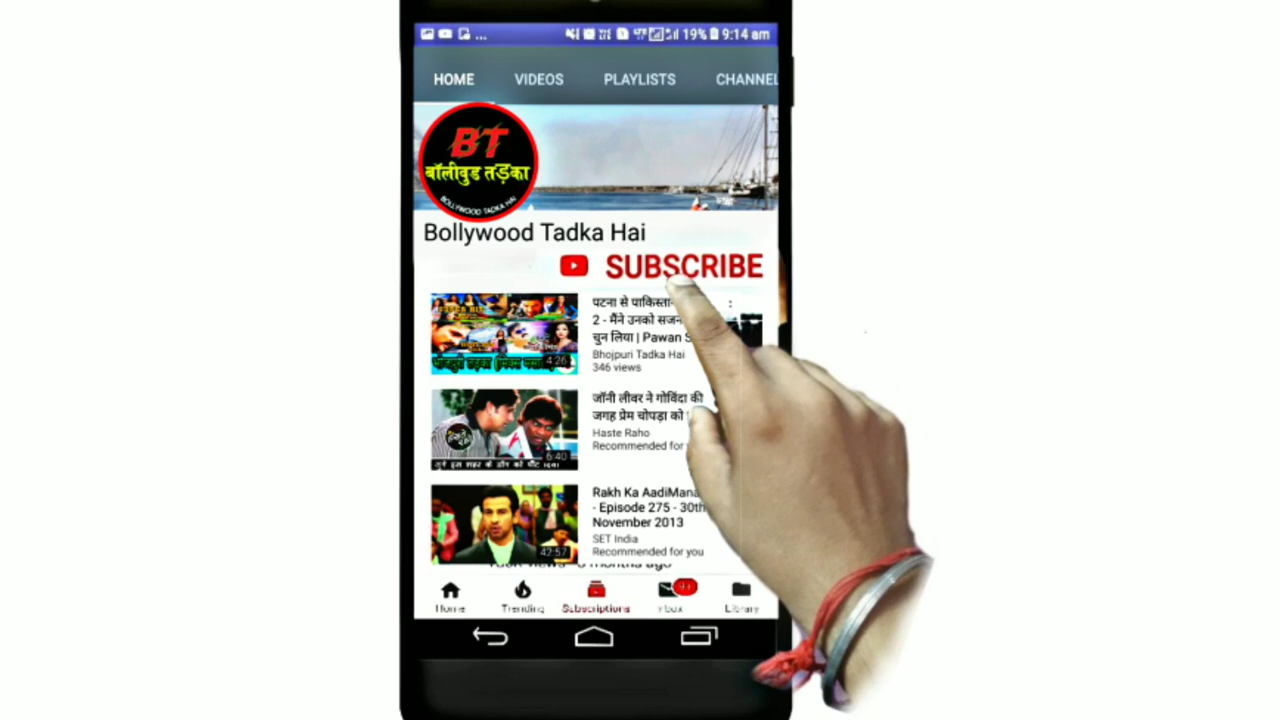 19% 9:14 am
HOME VIDEOS PLAYLISTS CHANNEL
BT
बॉलीवुड तड़का
BOLLYWOOD TADKA HAI
Bollywood Tadka Hai
SUBSCRIBE
4:26
पटना से पाकिस्ता
2 - मैंने उनको सजन
चुन लिया | Pawan S
Bhojpuri Tadka Hai
346 views
6:40
जॉनी लीवर ने गोविंदा की
जगह प्रेम चोपड़ा को
Haste Raho
Recommended for
42:57
Rakh Ka AadiMana
- Episode 275 - 30th
November 2013
SET India
Recommended for you
views months ago
Home Trending Subscriptions Library